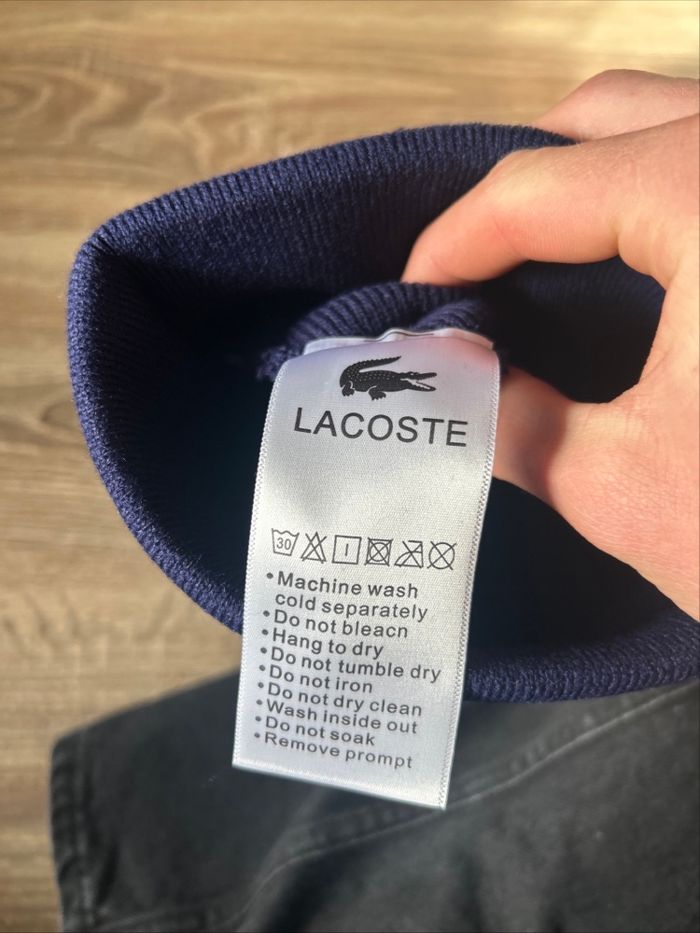 LACOSTE
30
• Machine wash
cold separately
• Do not bleacn
• Hang to dry
• Do not tumble dry
• Do not iron
• Do not dry clean
• Wash inside out
• Do not soak
• Remove prompt